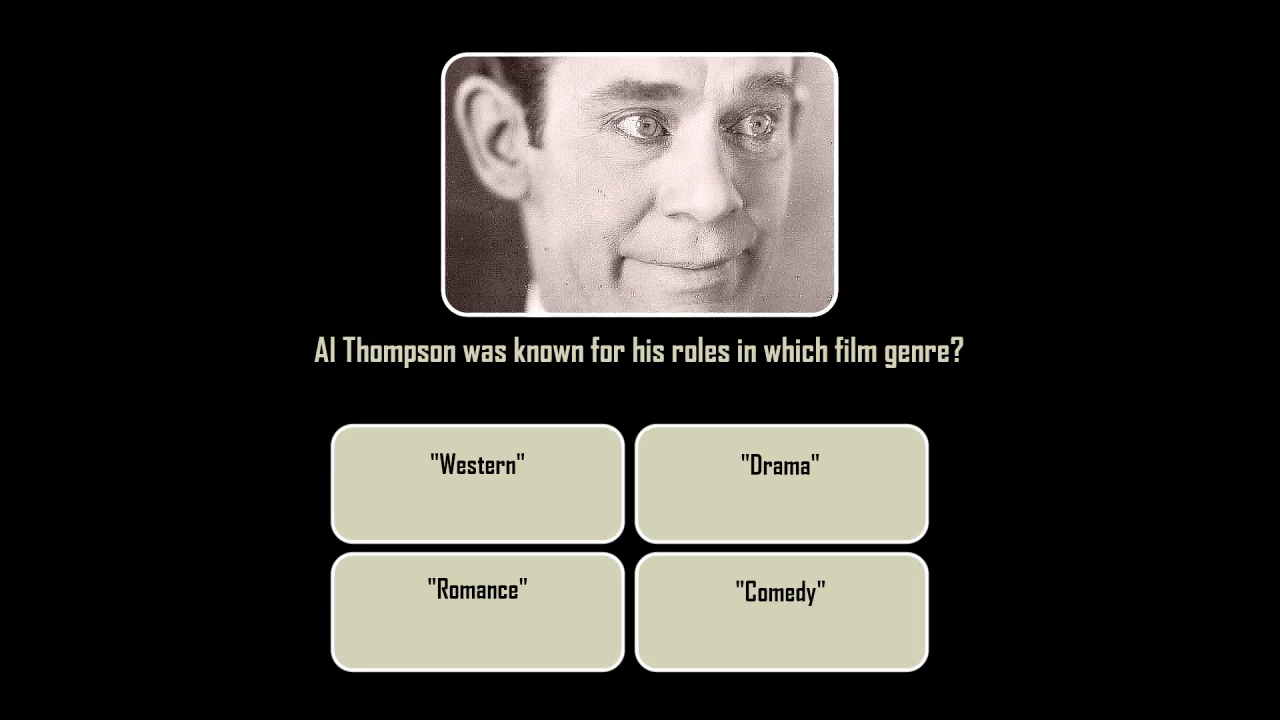 Al Thompson was known for his roles in which film genre?
"Western"
"Drama"
"Romance"
"Comedy"